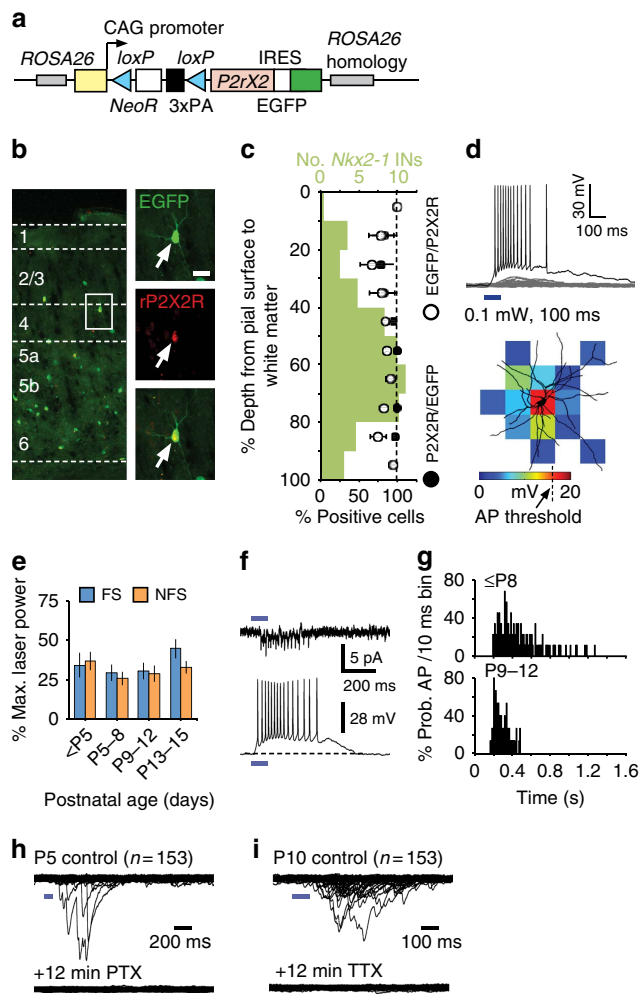 a
CAG promoter
ROSA26
loxP
loxP
IRES
ROSA26
homology
P2rX2
NeoR
3xPA
EGFP
b
1
2/3
4
5a
5b
6
EGFP
rP2X2R
c
No. Nkx2-1 INs
0 5 10
% Depth from pial surface to
white matter
0
20
40
60
80
100
0 100
% Positive cells
EGFP/P2X2R
P2X2R/EGFP
d
30 mV
100 ms
0.1 mW, 100 ms
0 mV 20
AP threshold
e
FS NFS
% Max. laser power
75
50
25
0
<P5
P5–8
P9–12
P13–15
Postnatal age (days)
f
5 pA
200 ms
28 mV
g
≤P8
80
40
0
P9–12
80
40
0
% Prob. AP /10 ms bin
0 0.4 0.8 1.2 1.6
Time (s)
h
P5 control (n=153)
200 ms
+12 min PTX
i
P10 control (n=153)
100 ms
+12 min TTX